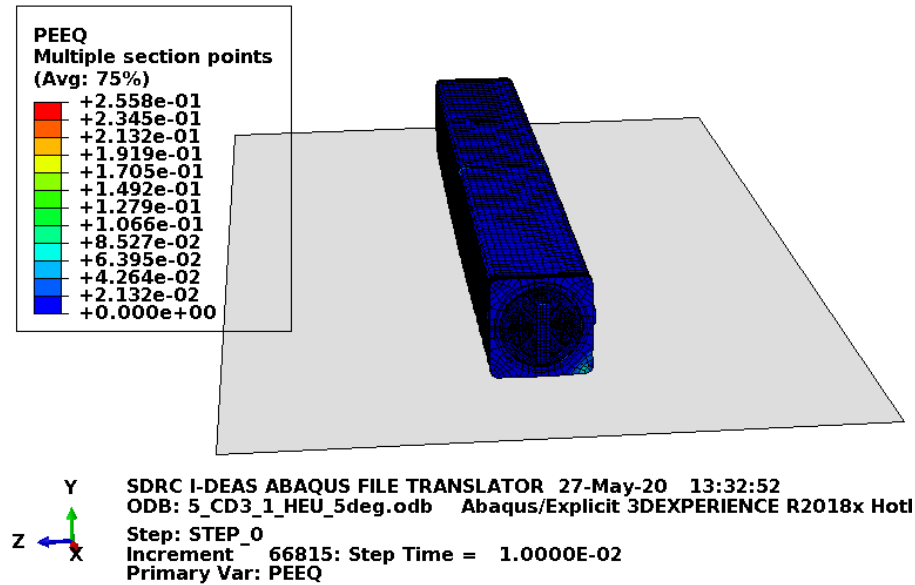 PEEQ
Multiple section points
(Avg: 75%)
+2.558e-01
+2.345e-01
+2.132e-01
+1.919e-01
+1.705e-01
+1.492e-01
+1.279e-01
+1.066e-01
+8.527e-02
+6.395e-02
+4.264e-02
+2.132e-02
+0.000e+00
Y
Z
X
SDRC I-DEAS ABAQUS FILE TRANSLATOR 27-May-20 13:32:52
ODB: 5_CD3_1_HEU_5deg.odb Abaqus/Explicit 3DEXPERIENCE R2018x
Step: STEP_0
Increment 66815: Step Time = 1.0000E-02
Primary Var: PEEQ